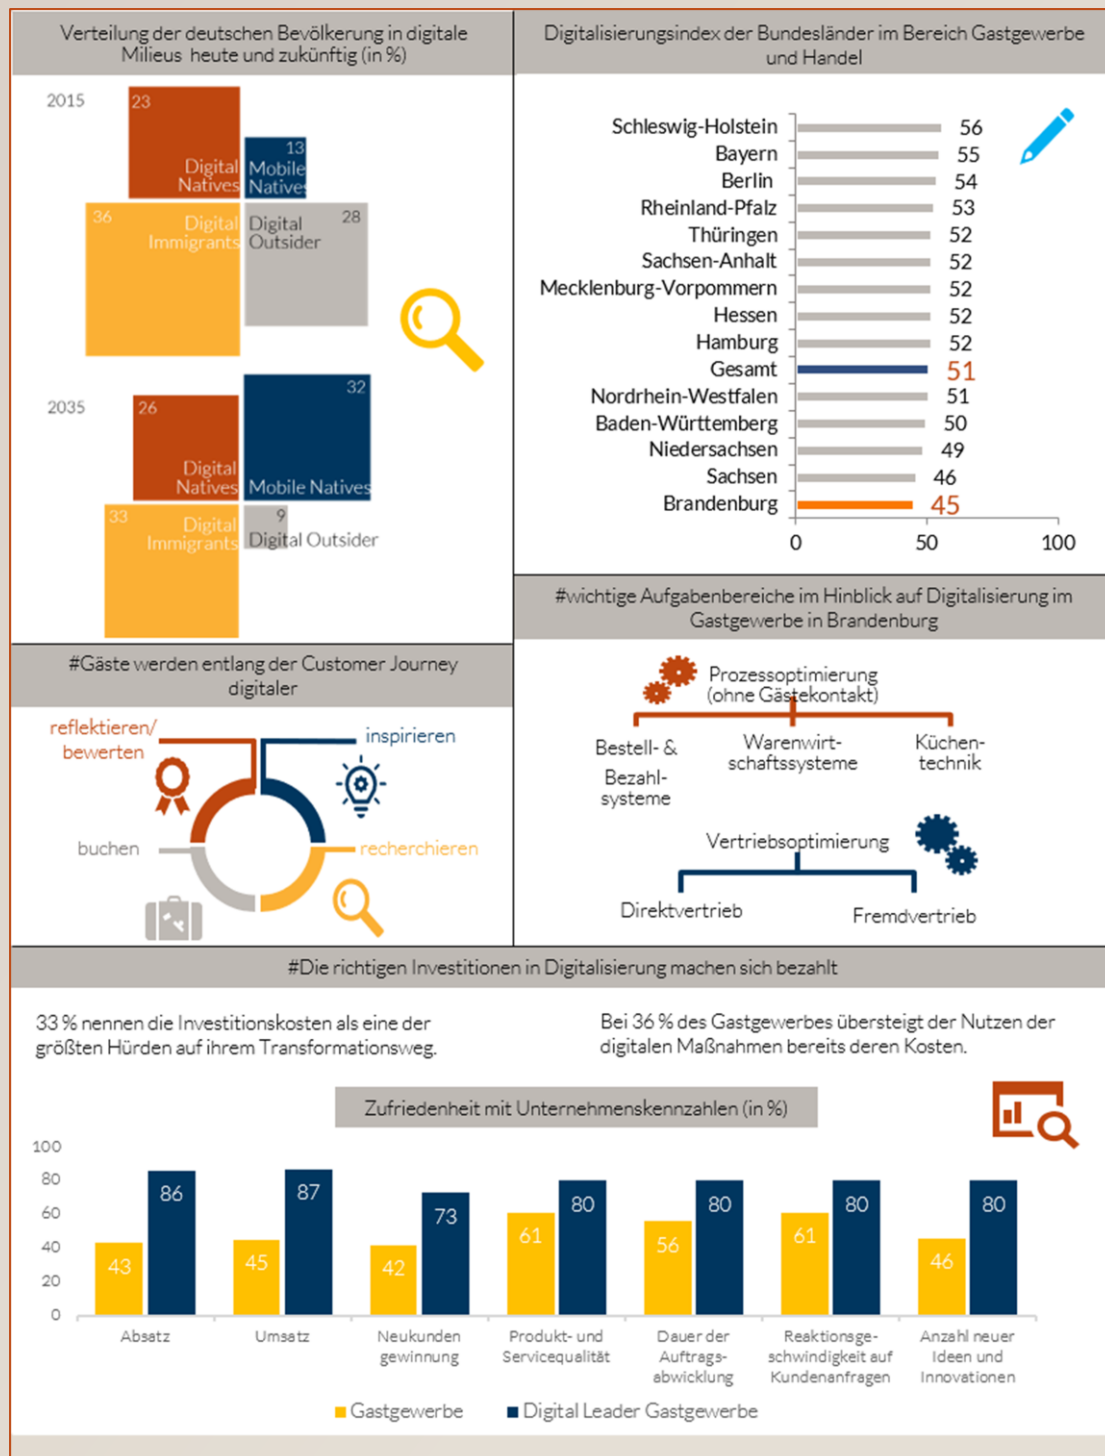 Verteilung der deutschen Bevölkerung in digitale
Milieus heute und zukünftig (in %)
2015
23
Digital
Natives
13
Mobile
Natives
36
Digital
Immigrants
Digital
Outsider
28
2035
26
Digital
Natives
32
Mobile Natives
33
Digital
Immigrants
9
Digital Outsider
Digitalisierungsindex der Bundesländer im Bereich Gastgewerbe
und Handel
Schleswig-Holstein 56
Bayern 55
Berlin 54
Rheinland-Pfalz 53
Thüringen 52
Sachsen-Anhalt 52
Mecklenburg-Vorpommern 52
Hessen 52
Hamburg 52
Gesamt 51
Nordrhein-Westfalen 51
Baden-Württemberg 50
Niedersachsen 49
Sachsen 46
Brandenburg 45
0 50 100
#Gäste werden entlang der Customer Journey
digitaler
reflektieren/
bewerten
inspirieren
buchen
recherchieren
#wichtige Aufgabenbereiche im Hinblick auf Digitalisierung im
Gastgewerbe in Brandenburg
Prozessoptimierung
(ohne Gästekontakt)
Bestell- &
Bezahl-
systeme
Warenwirt-
schaftssysteme
Küchen-
technik
Vertriebsoptimierung
Direktvertrieb
Fremdvertrieb
#Die richtigen Investitionen in Digitalisierung machen sich bezahlt
33 % nennen die Investitionskosten als eine der
größten Hürden auf ihrem Transformationsweg.
Bei 36 % des Gastgewerbes übersteigt der Nutzen der
digitalen Maßnahmen bereits deren Kosten.
Zufriedenheit mit Unternehmenskennzahlen (in %)
100
80
60
40
20
0
43 86
45 87
42 73
61 80
56 80
61 80
46 80
Absatz
Umsatz
Neukunden
gewinnung
Produkt- und
Servicequalität
Dauer der
Auftrags-
abwicklung
Reaktionsge-
schwindigkeit auf
Kundenanfragen
Anzahl neuer
Ideen und
Innovationen
Gastgewerbe
Digital Leader Gastgewerbe